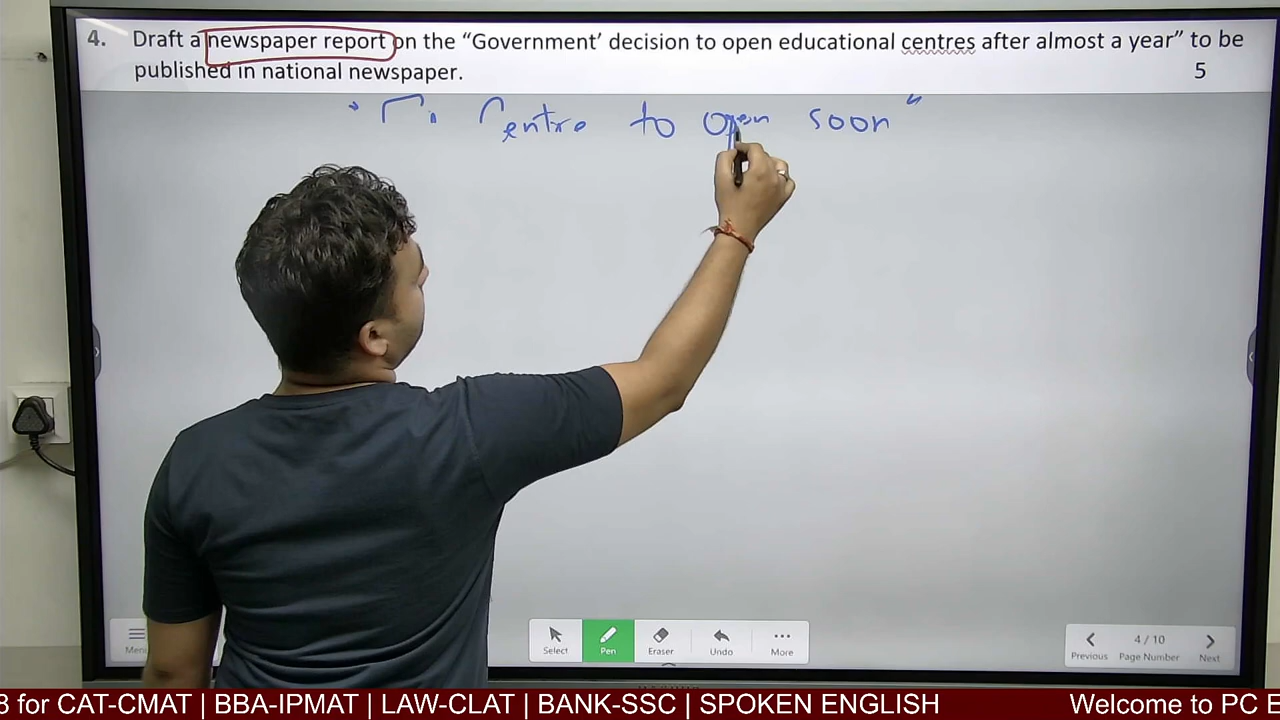 4. Draft a newspaper report on the “Government’ decision to open educational centres after almost a year” to be
published in national newspaper. 5
Centre to open soon”
Menu
Select Pen Eraser Undo More
Previous 4 / 10 Page Number Next
8 for CAT-CMAT | BBA-IPMAT | LAW-CLAT | BANK-SSC | SPOKEN ENGLISH Welcome to PC E